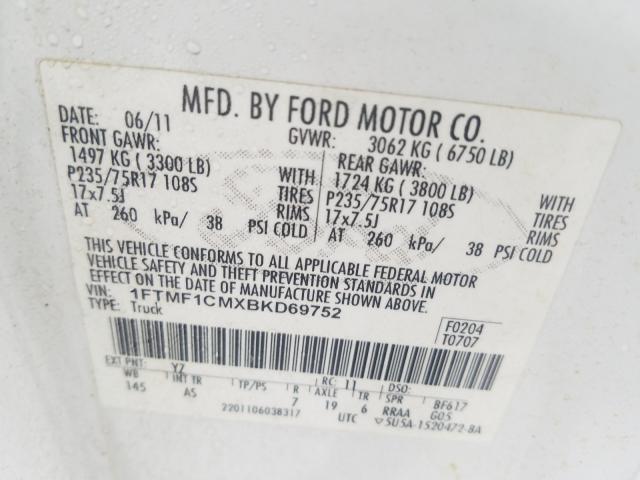 MFD. BY FORD MOTOR CO.
DATE: 06/11 GVWR: 3062 KG ( 6750 LB)
FRONT GAWR: REAR GAWR:
1497 KG ( 3300 LB) WITH 1724 KG ( 3800 LB) WITH
P235/75R17 108S TIRES P235/75R17 108S TIRES
17x7.5J RIMS 17x7.5J RIMS
AT 260 kPa/ 38 PSI COLD AT 260 kPa/ 38 PSI COLD
THIS VEHICLE CONFORMS TO ALL APPLICABLE FEDERAL MOTOR
VEHICLE SAFETY AND THEFT PREVENTION STANDARDS IN
EFFECT ON THE DATE OF MANUFACTURE SHOWN ABOVE.
VIN: 1FTMF1CMXBKD69752
TYPE: Truck
F0204
T0707
EXT PNT: YZ RC: 11 DSO:
WB INT TR TP/PS R AXLE TR SPR BF617
145 AS 7 19 6 RRAA G05
2201106038317 UTC ▽5U5A-1520472-BA